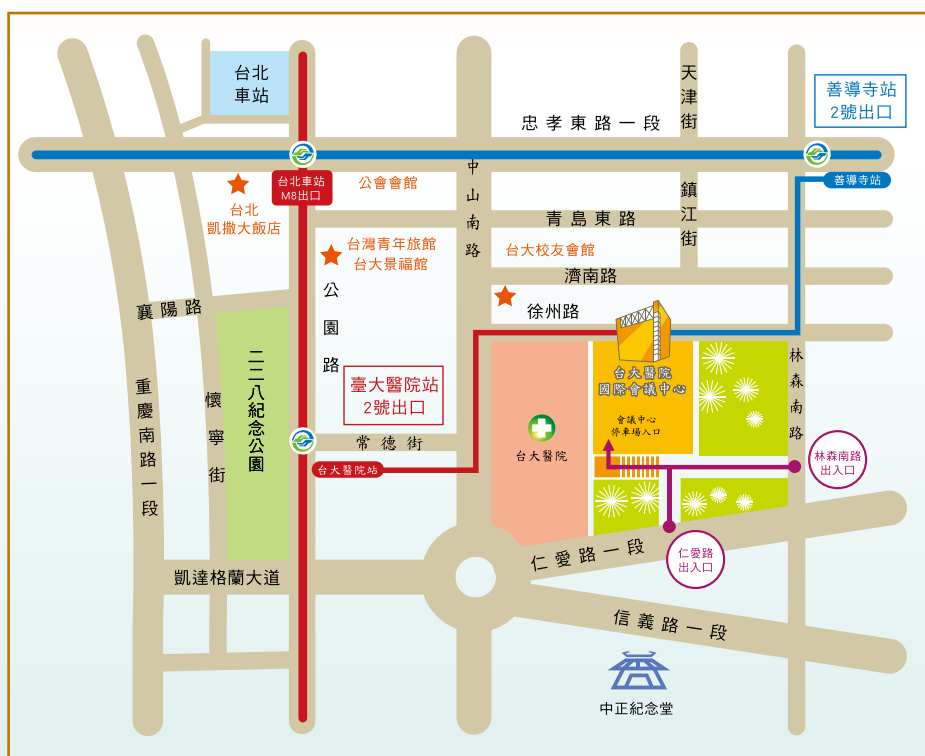 台北
車站
天津街
善導寺站
2號出口
忠孝東路一段
台北車站
M8出口
公會會館
中山南路
鎮江街
善導寺站
台北
凱撒大飯店
青島東路
台灣青年旅館
台大景福館
台大校友會館
濟南路
公園路
襄陽路
徐州路
二二八紀念公園
林森南路
重慶南路一段
懷寧街
臺大醫院站
2號出口
台大醫院
國際會議中心
會議中心
停車場入口
常德街
台大醫院
台大醫院站
林森南路
出入口
仁愛路一段
仁愛路
出入口
凱達格蘭大道
信義路一段
中正紀念堂